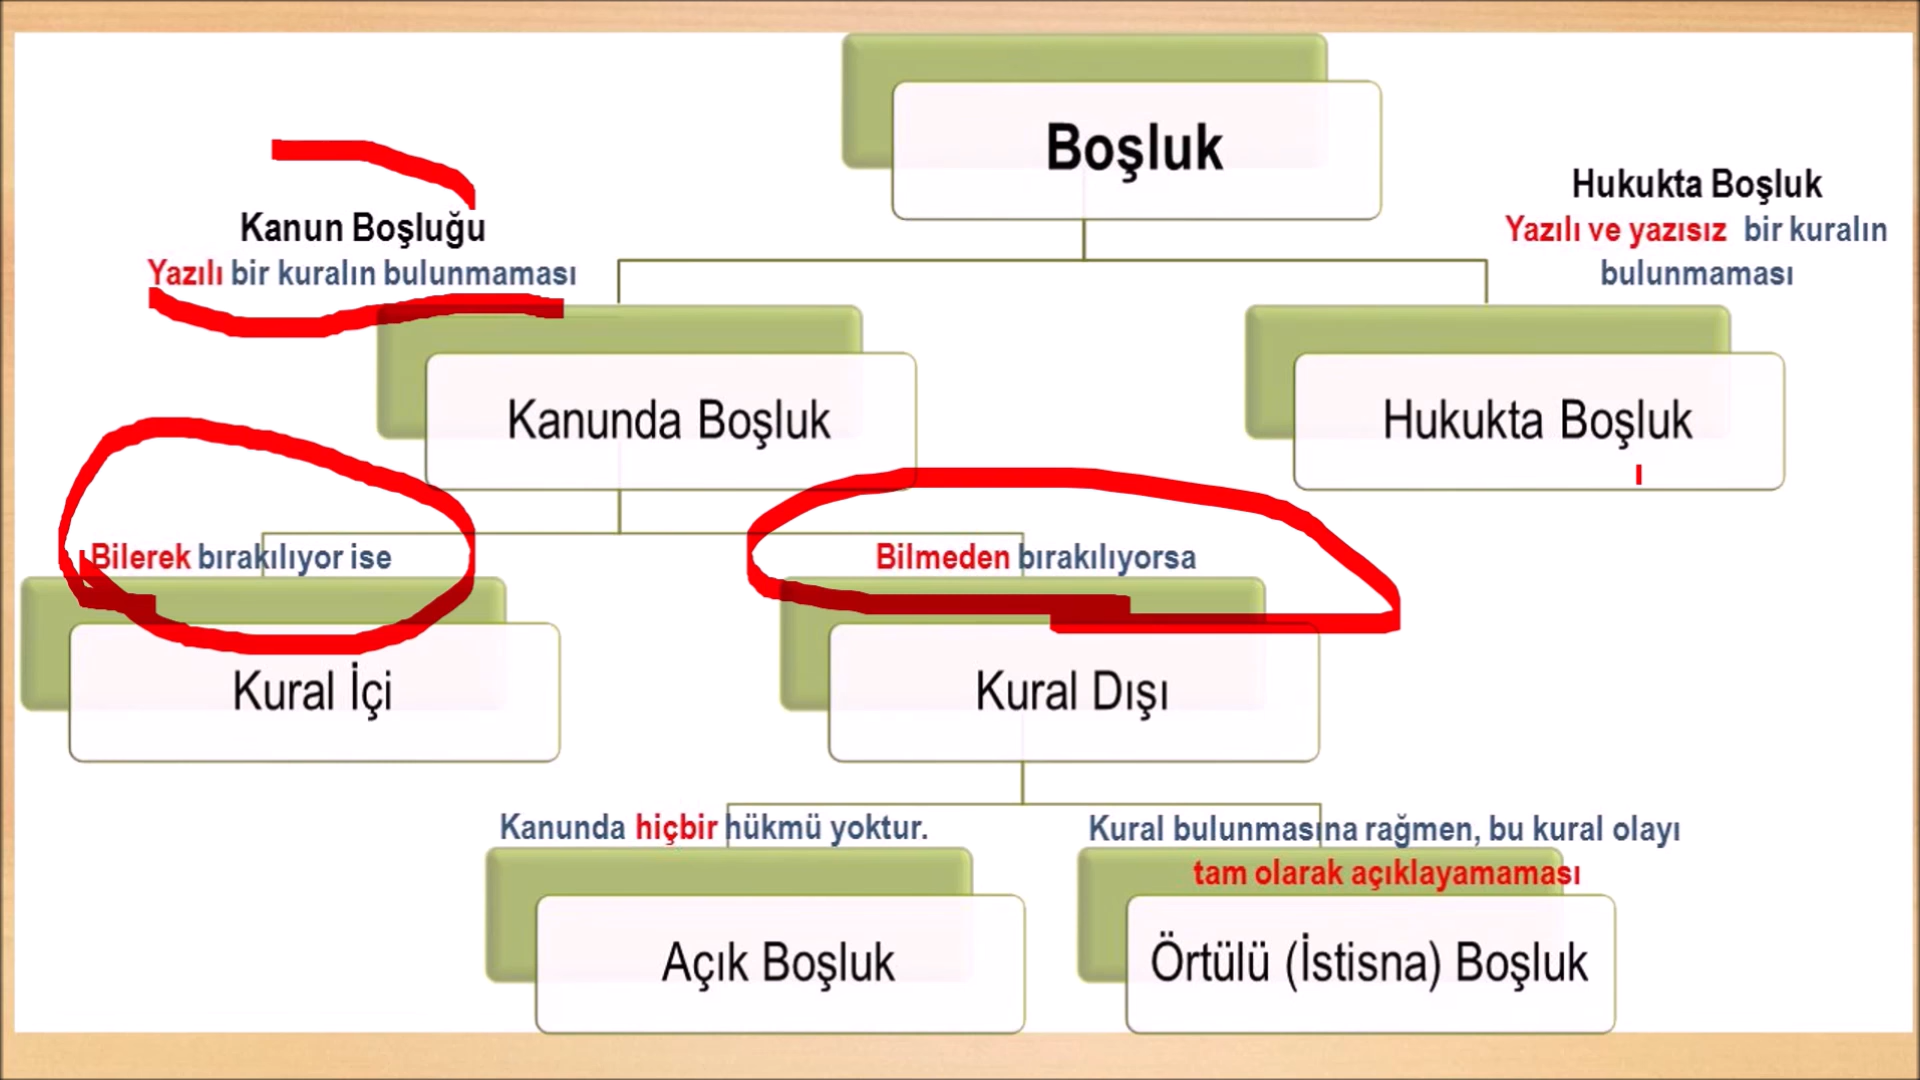 Boşluk
Kanun Boşluğu
Yazılı bir kuralın bulunmaması
Hukukta Boşluk
Yazılı ve yazısız bir kuralın
bulunmaması
Kanunda Boşluk
Hukukta Boşluk
Bilerek bırakılıyor ise
Bilmeden bırakılıyorsa
Kural İçi
Kural Dışı
Kanunda hiçbir hükmü yoktur.
Kural bulunmasına rağmen, bu kural olayı
tam olarak açıklayamaması
Açık Boşluk
Örtülü (İstisna) Boşluk